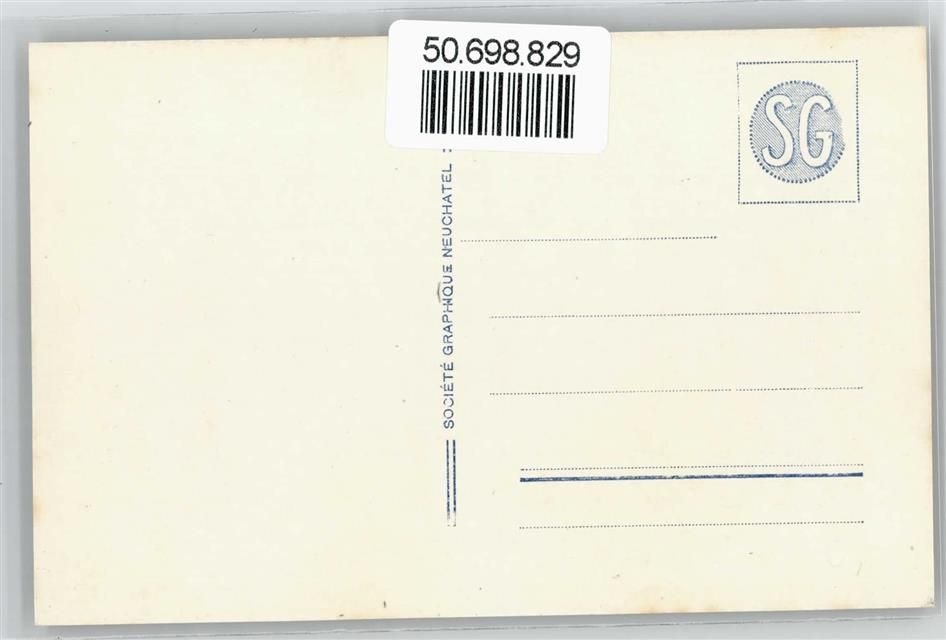 50.698.829
SG
SOCIÉTÉ GRAPHIQUE NEUCHATEL